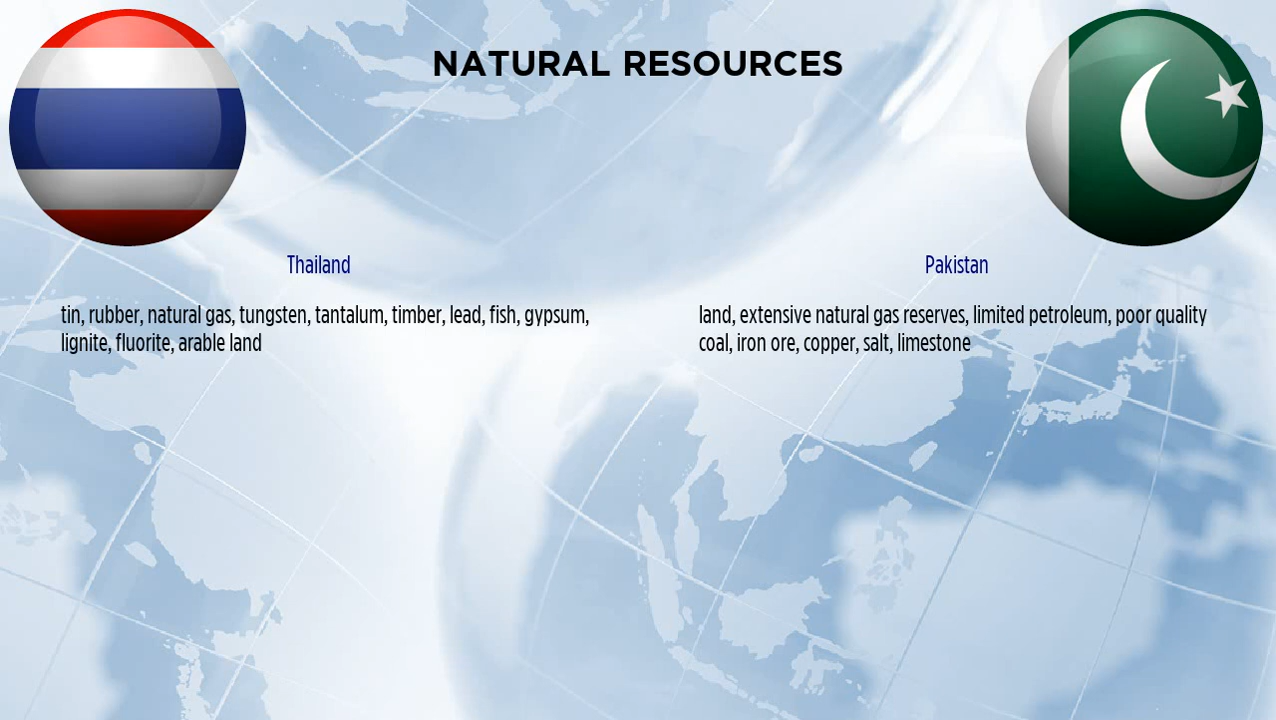 NATURAL RESOURCES
Thailand
tin, rubber, natural gas, tungsten, tantalum, timber, lead, fish, gypsum,
lignite, fluorite, arable land
Pakistan
land, extensive natural gas reserves, limited petroleum, poor quality
coal, iron ore, copper, salt, limestone